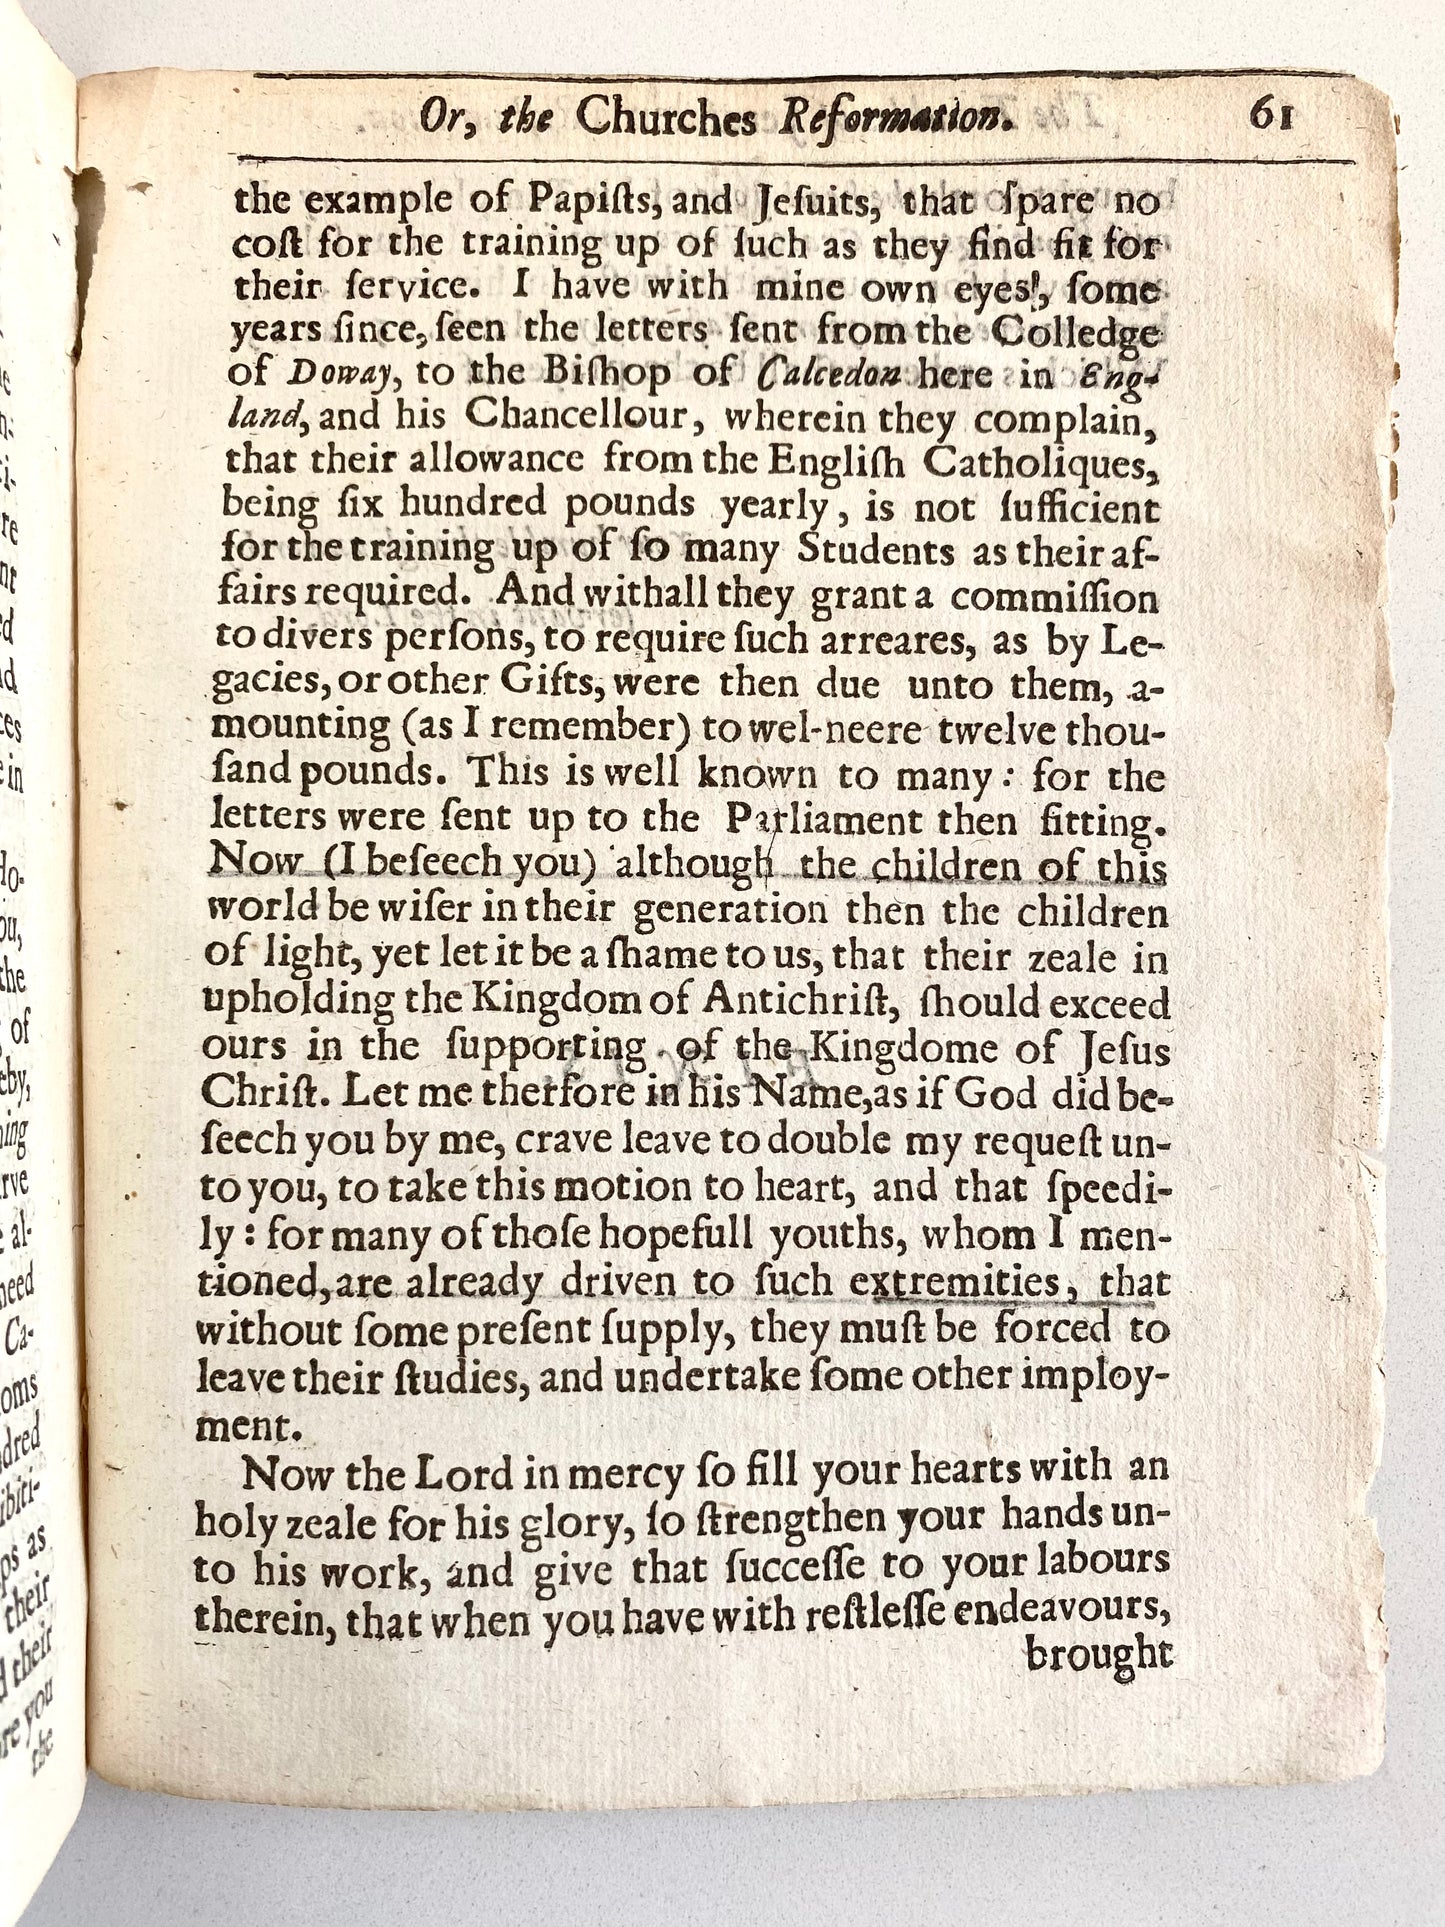 Or, the Churches Reformation. 61
the example of Papiſts, and Jeſuits, that ſpare no
coſt for the training up of ſuch as they find fit for
their ſervice. I have with mine own eyes, ſome
years ſince, ſeen the letters ſent from the Colledge
of Doway, to the Biſhop of Calcedon here in Eng-
land, and his Chancellour, wherein they complain,
that their allowance from the Engliſh Catholiques,
being ſix hundred pounds yearly, is not ſufficient
for the training up of ſo many Students as their af-
fairs required. And withall they grant a commiſſion
to divers perſons, to require ſuch arreares, as by Le-
gacies, or other Gifts, were then due unto them, a-
mounting (as I remember) to wel-neere twelve thou-
ſand pounds. This is well known to many: for the
letters were ſent up to the Parliament then ſitting.
Now (I beſeech you) although the children of this
world be wiſer in their generation then the children
of light, yet let it be a ſhame to us, that their zeale in
upholding the Kingdom of Antichriſt, ſhould exceed
ours in the ſupporting of the Kingdome of Jeſus
Chriſt. Let me therfore in his Name, as if God did be-
ſeech you by me, crave leave to double my requeſt un-
to you, to take this motion to heart, and that ſpeedi-
ly: for many of thoſe hopefull youths, whom I men-
tioned, are already driven to ſuch extremities, that
without ſome preſent ſupply, they muſt be forced to
leave their ſtudies, and undertake ſome other imploy-
ment.
Now the Lord in mercy ſo fill your hearts with an
holy zeale for his glory, ſo ſtrengthen your hands un-
to his work, and give that ſucceſſe to your labours
therein, that when you have with reſtleſſe endeavours,
brought